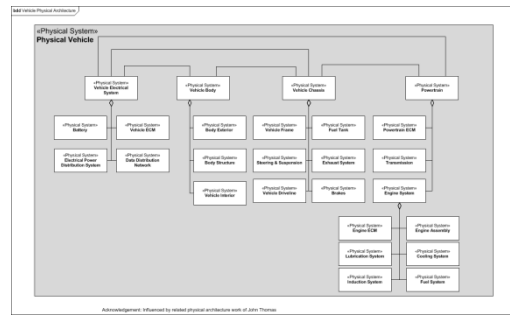 bdd Vehicle Physical Architecture
«Physical System»
Physical Vehicle
«Physical System»
Vehicle Electrical
System
«Physical System»
Vehicle Body
«Physical System»
Vehicle Chassis
«Physical System»
Powertrain
«Physical System»
Battery
«Physical System»
Vehicle ECM
«Physical System»
Body Exterior
«Physical System»
Vehicle Frame
«Physical System»
Fuel Tank
«Physical System»
Powertrain ECM
«Physical System»
Electrical Power
Distribution System
«Physical System»
Data Distribution
Network
«Physical System»
Body Structure
«Physical System»
Steering & Suspension
«Physical System»
Exhaust System
«Physical System»
Transmission
«Physical System»
Vehicle Interior
«Physical System»
Vehicle Driveline
«Physical System»
Brakes
«Physical System»
Engine System
«Physical System»
Engine ECM
«Physical System»
Engine Assembly
«Physical System»
Lubrication System
«Physical System»
Cooling System
«Physical System»
Induction System
«Physical System»
Fuel System
Acknowledgement: Influenced by related physical architecture work of John Thomas